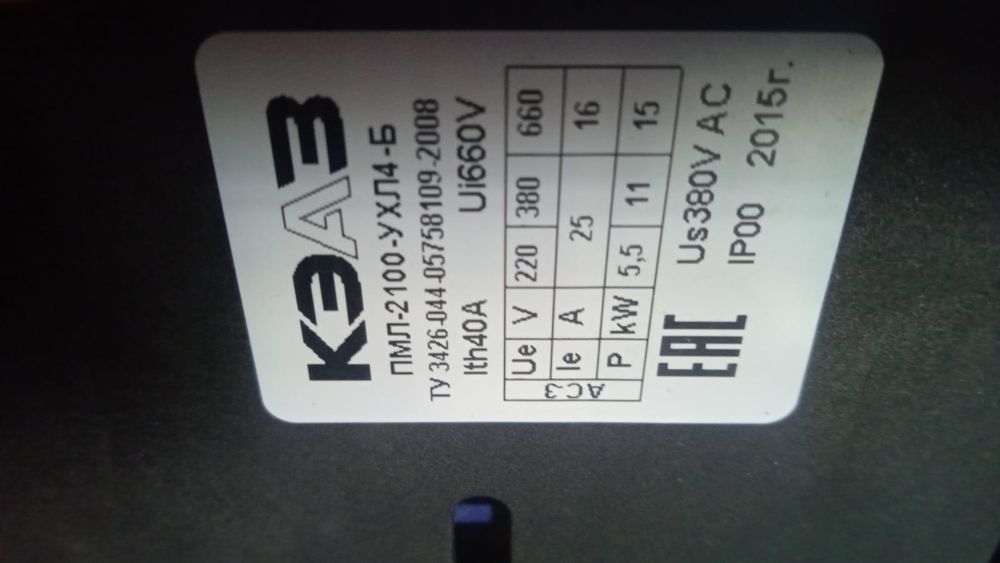 КЭАЗ
ПМЛ-2100-УХЛ4-Б
ТУ 3426-044-05758109-2008
Ith40A Ui660V
AC3
Ue V 220 380 660
Ie A 25 16
P kW 5,5 11 15
EAC Us380V AC
IP00 2015г.